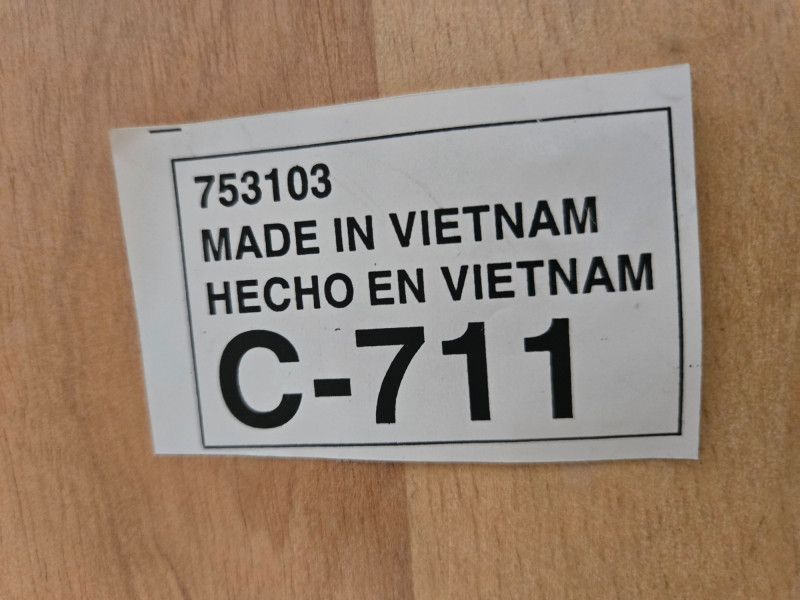 753103
MADE IN VIETNAM
HECHO EN VIETNAM
C-711